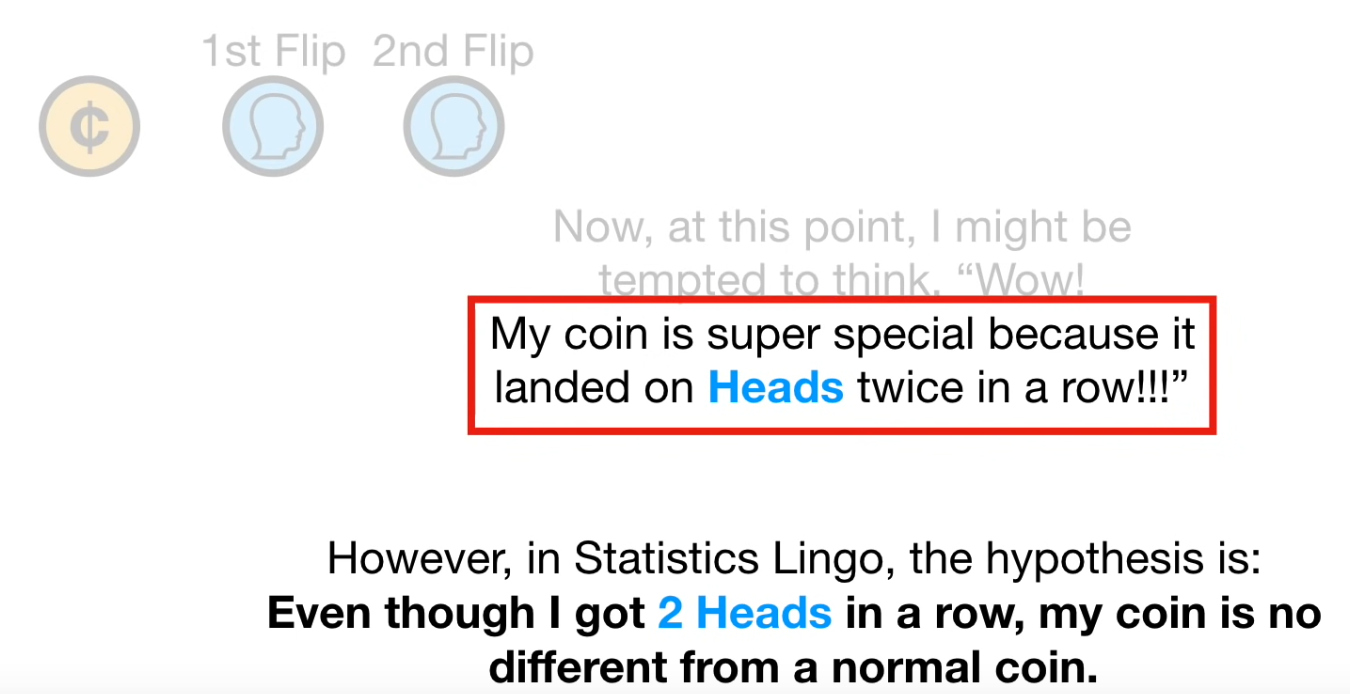 1st Flip 2nd Flip
¢
Now, at this point, I might be
tempted to think, “Wow!
My coin is super special because it
landed on Heads twice in a row!!!”
However, in Statistics Lingo, the hypothesis is:
Even though I got 2 Heads in a row, my coin is no
different from a normal coin.